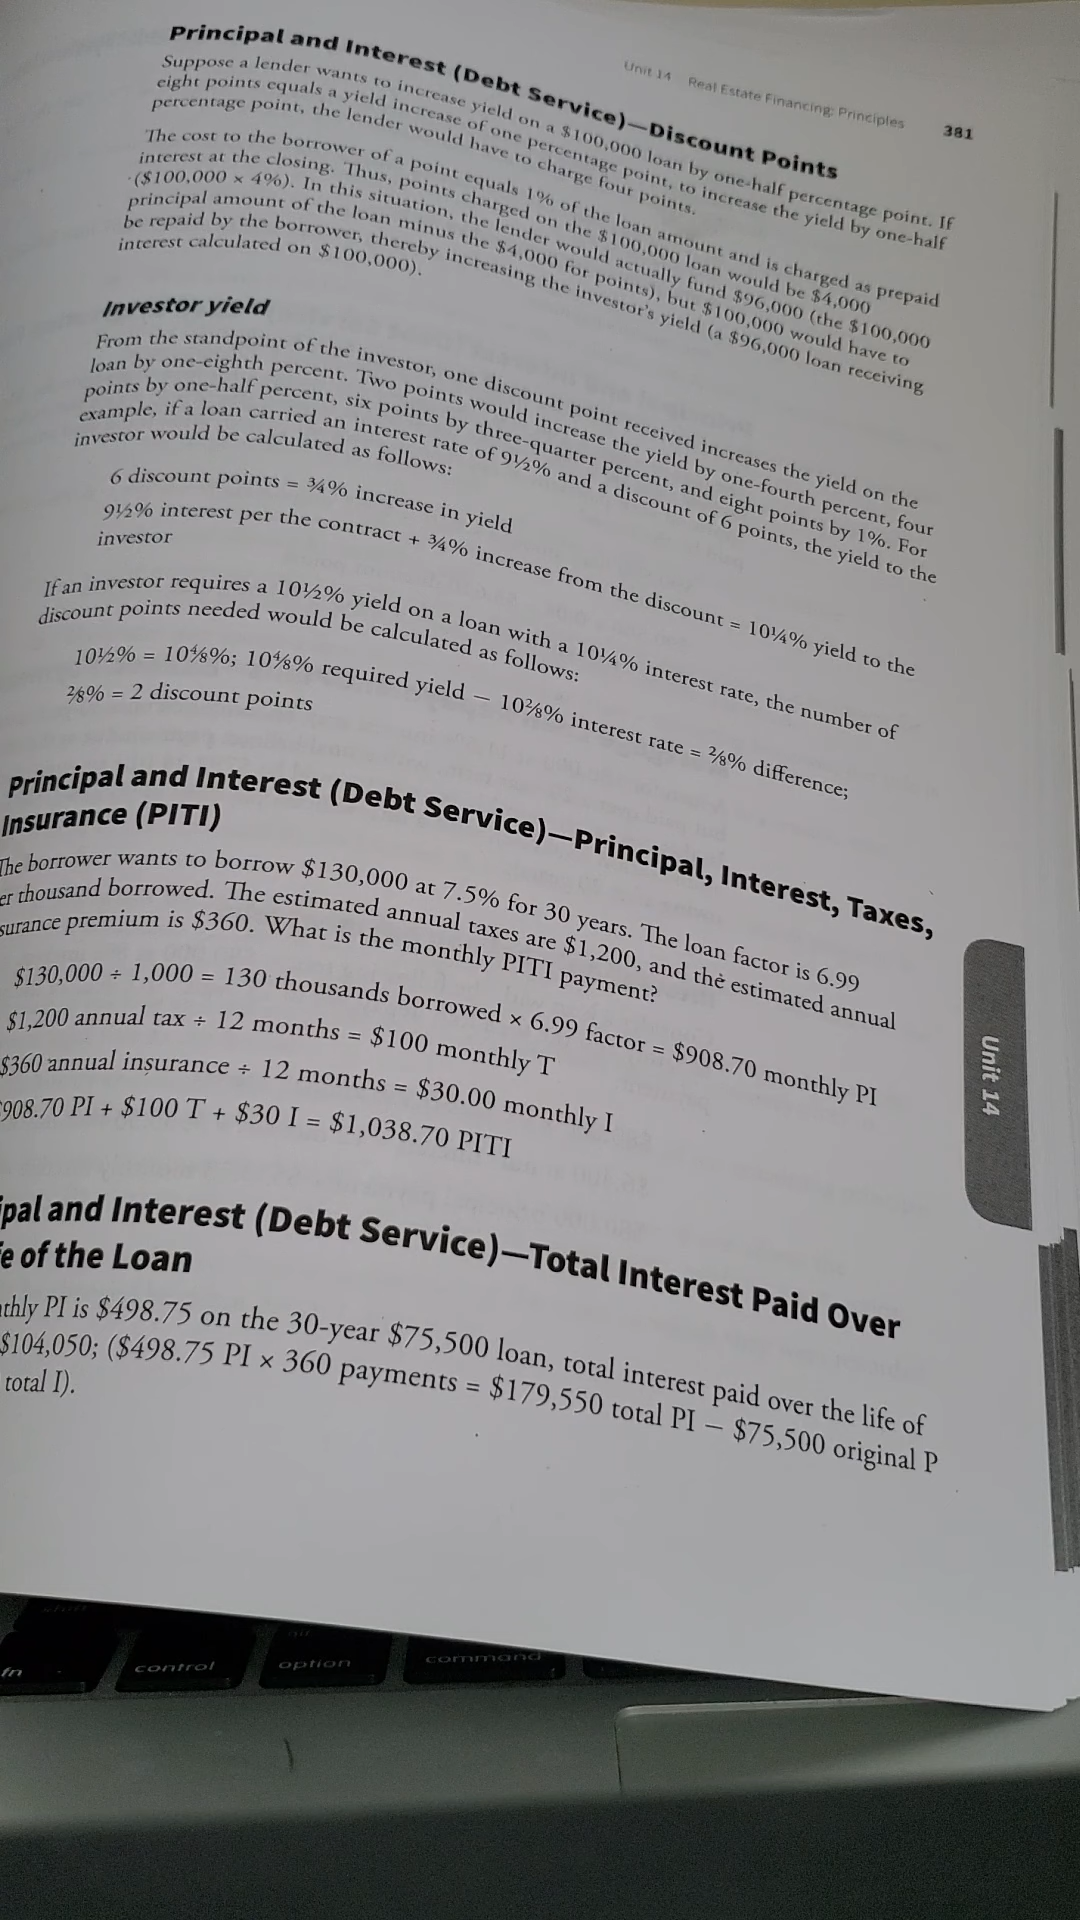 Unit 14 Real Estate Financing: Principles 381
Principal and Interest (Debt Service)—Discount Points
Suppose a lender wants to increase yield on a $100,000 loan by one-half percentage point. If
eight points equals a yield increase of one percentage point, to increase the yield by one-half
percentage point, the lender would have to charge four points.
The cost to the borrower of a point equals 1% of the loan amount and is charged as prepaid
interest at the closing. Thus, points charged on the $100,000 loan would be $4,000
($100,000 × 4%). In this situation, the lender would actually fund $96,000 (the $100,000
principal amount of the loan minus the $4,000 for points), but $100,000 would have to
be repaid by the borrower, thereby increasing the investor's yield (a $96,000 loan receiving
interest calculated on $100,000).
Investor yield
From the standpoint of the investor, one discount point received increases the yield on the
loan by one-eighth percent. Two points would increase the yield by one-fourth percent, four
points by one-half percent, six points by three-quarter percent, and eight points by 1%. For
example, if a loan carried an interest rate of 9½% and a discount of 6 points, the yield to the
investor would be calculated as follows:
6 discount points = ¾% increase in yield
9½% interest per the contract + ¾% increase from the discount = 10¼% yield to the
investor
If an investor requires a 10½% yield on a loan with a 10¼% interest rate, the number of
discount points needed would be calculated as follows:
10½% = 10⁴⁄₈%; 10⁴⁄₈% required yield – 10²⁄₈% interest rate = ²⁄₈% difference;
²⁄₈% = 2 discount points
Principal and Interest (Debt Service)—Principal, Interest, Taxes,
Insurance (PITI)
The borrower wants to borrow $130,000 at 7.5% for 30 years. The loan factor is 6.99
er thousand borrowed. The estimated annual taxes are $1,200, and the estimated annual
surance premium is $360. What is the monthly PITI payment?
$130,000 ÷ 1,000 = 130 thousands borrowed × 6.99 factor = $908.70 monthly PI
$1,200 annual tax ÷ 12 months = $100 monthly T
$360 annual insurance ÷ 12 months = $30.00 monthly I
908.70 PI + $100 T + $30 I = $1,038.70 PITI
ipal and Interest (Debt Service)—Total Interest Paid Over
e of the Loan
thly PI is $498.75 on the 30-year $75,500 loan, total interest paid over the life of
$104,050; ($498.75 PI × 360 payments = $179,550 total PI – $75,500 original P
total I).
Unit 14
fn
control
option
command